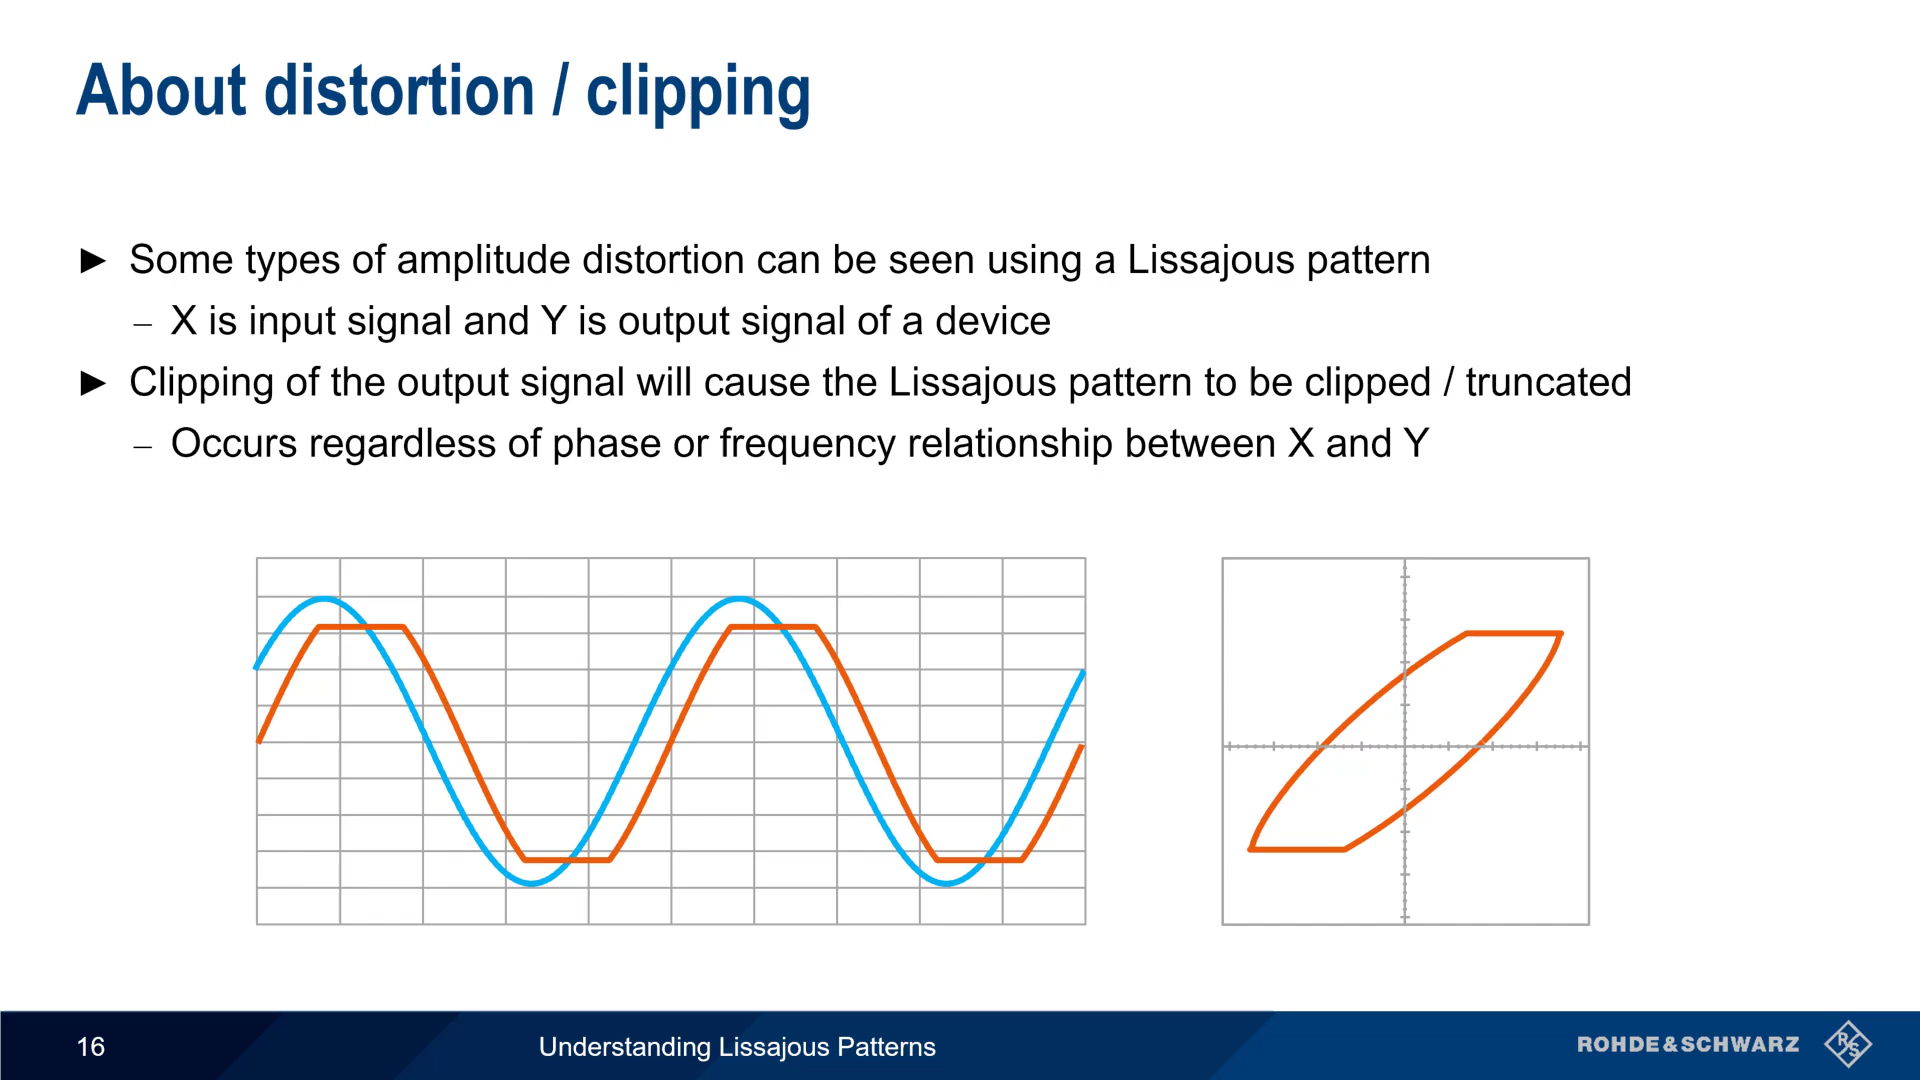 About distortion / clipping
► Some types of amplitude distortion can be seen using a Lissajous pattern
– X is input signal and Y is output signal of a device
► Clipping of the output signal will cause the Lissajous pattern to be clipped / truncated
– Occurs regardless of phase or frequency relationship between X and Y
16
Understanding Lissajous Patterns
ROHDE&SCHWARZ
R&S